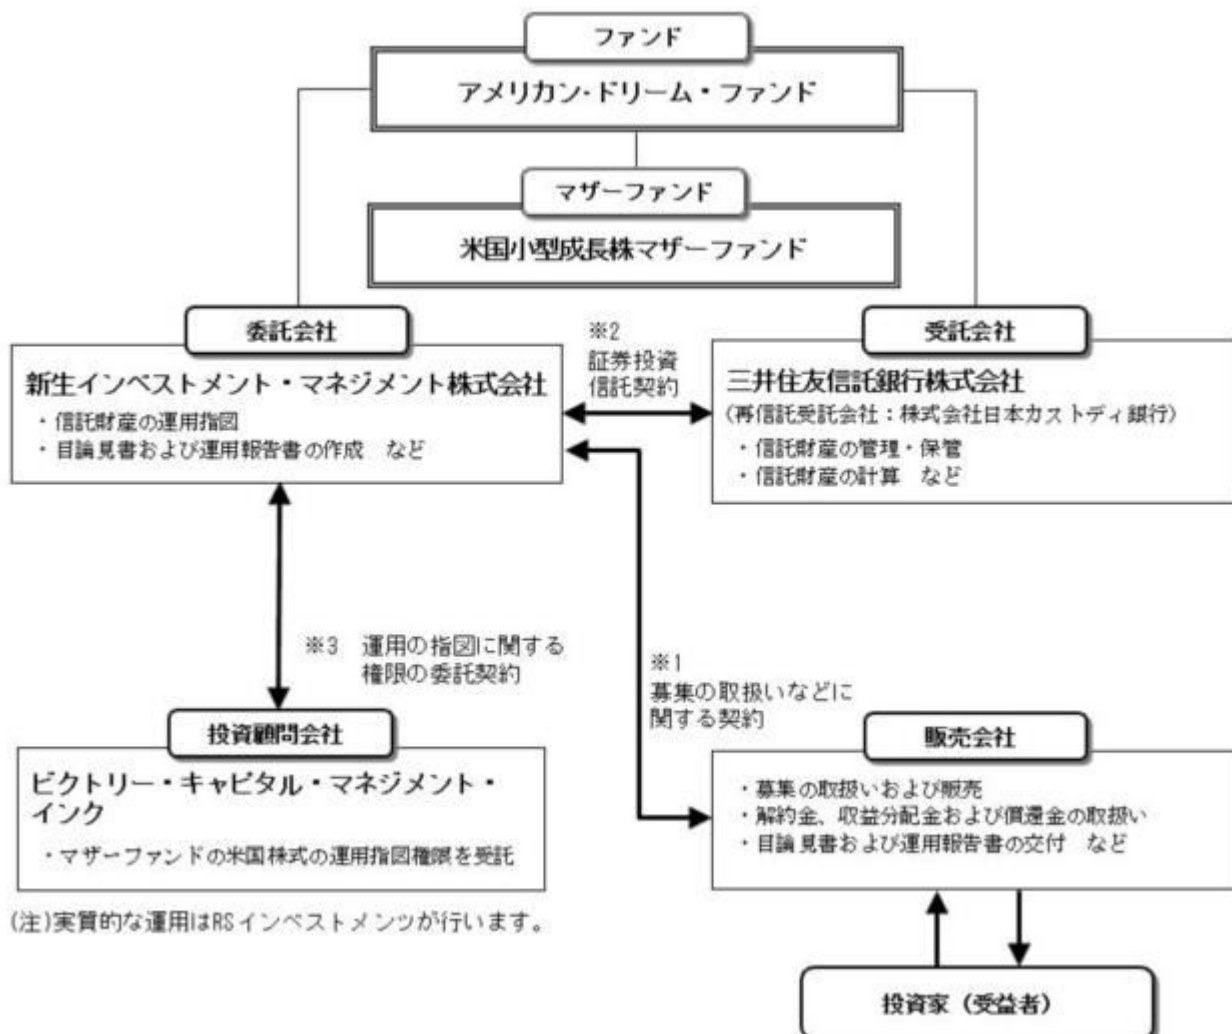 ファンド
アメリカン・ドリーム・ファンド
マザーファンド
米国小型成長株マザーファンド
委託会社
新生インベストメント・マネジメント株式会社
・信託財産の運用指図
・目論見書および運用報告書の作成 など
※2
証券投資
信託契約
受託会社
三井住友信託銀行株式会社
(再信託受託会社：株式会社日本カストディ銀行)
・信託財産の管理・保管
・信託財産の計算 など
※3 運用の指図に関する
権限の委託契約
※1
募集の取扱いなどに
関する契約
投資顧問会社
ビクトリー・キャピタル・マネジメント・
インク
・マザーファンドの米国株式の運用指図権限を受託
(注)実質的な運用はRSインベストメンツが行います。
販売会社
・募集の取扱いおよび販売
・解約金、収益分配金および償還金の取扱い
・目論見書および運用報告書の交付 など
投資家（受益者）